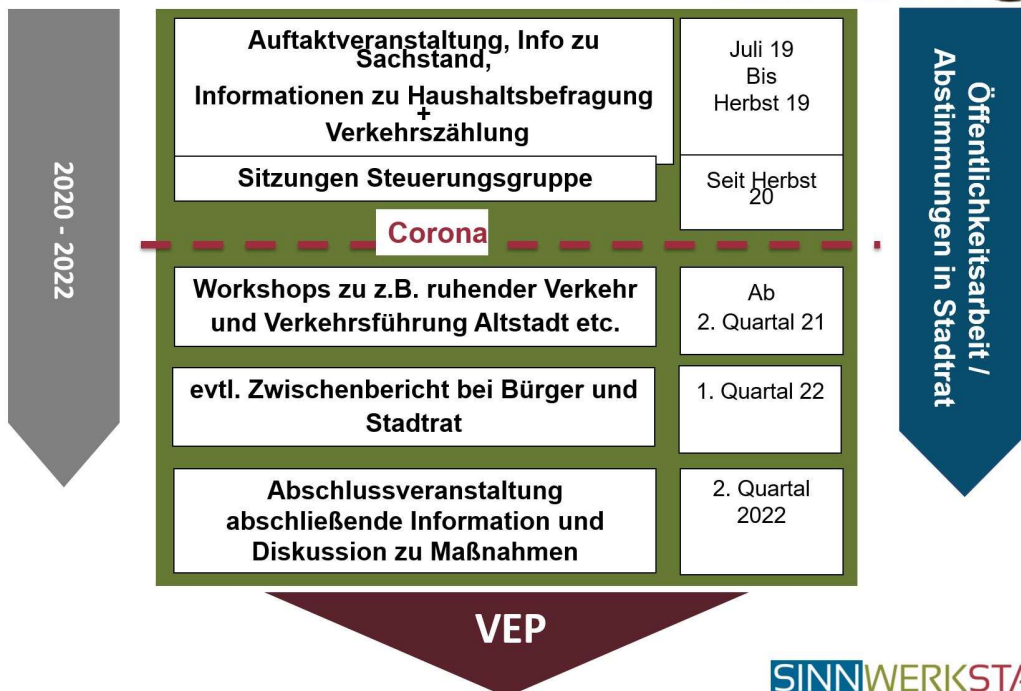 2020 - 2022
Auftaktveranstaltung, Info zu
Sachstand,
Informationen zu Haushaltsbefragung
+
Verkehrszählung
Juli 19
Bis
Herbst 19
Sitzungen Steuerungsgruppe
Seit Herbst
20
Corona
Workshops zu z.B. ruhender Verkehr
und Verkehrsführung Altstadt etc.
Ab
2. Quartal 21
evtl. Zwischenbericht bei Bürger und
Stadtrat
1. Quartal 22
Abschlussveranstaltung
abschließende Information und
Diskussion zu Maßnahmen
2. Quartal
2022
Öffentlichkeitsarbeit /
Abstimmungen in Stadtrat
VEP
SINNWERKSTA